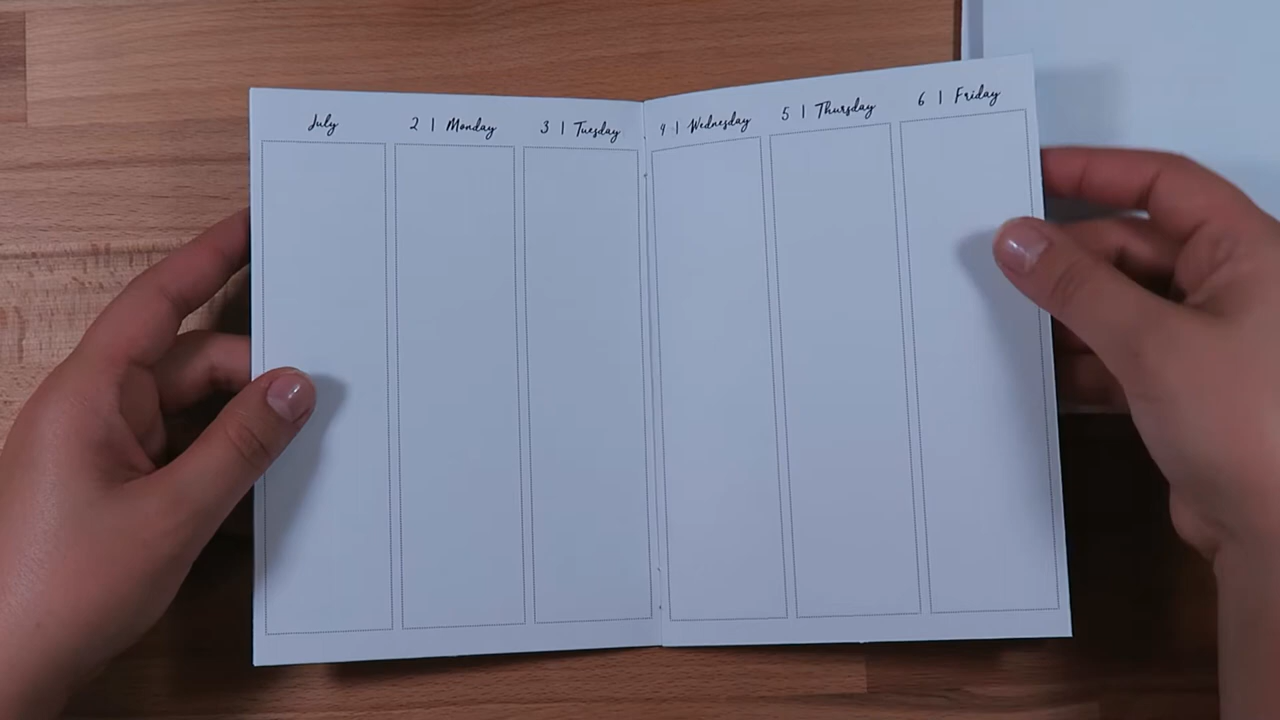 July
2 | Monday
3 | Tuesday
4 | Wednesday
5 | Thursday
6 | Friday